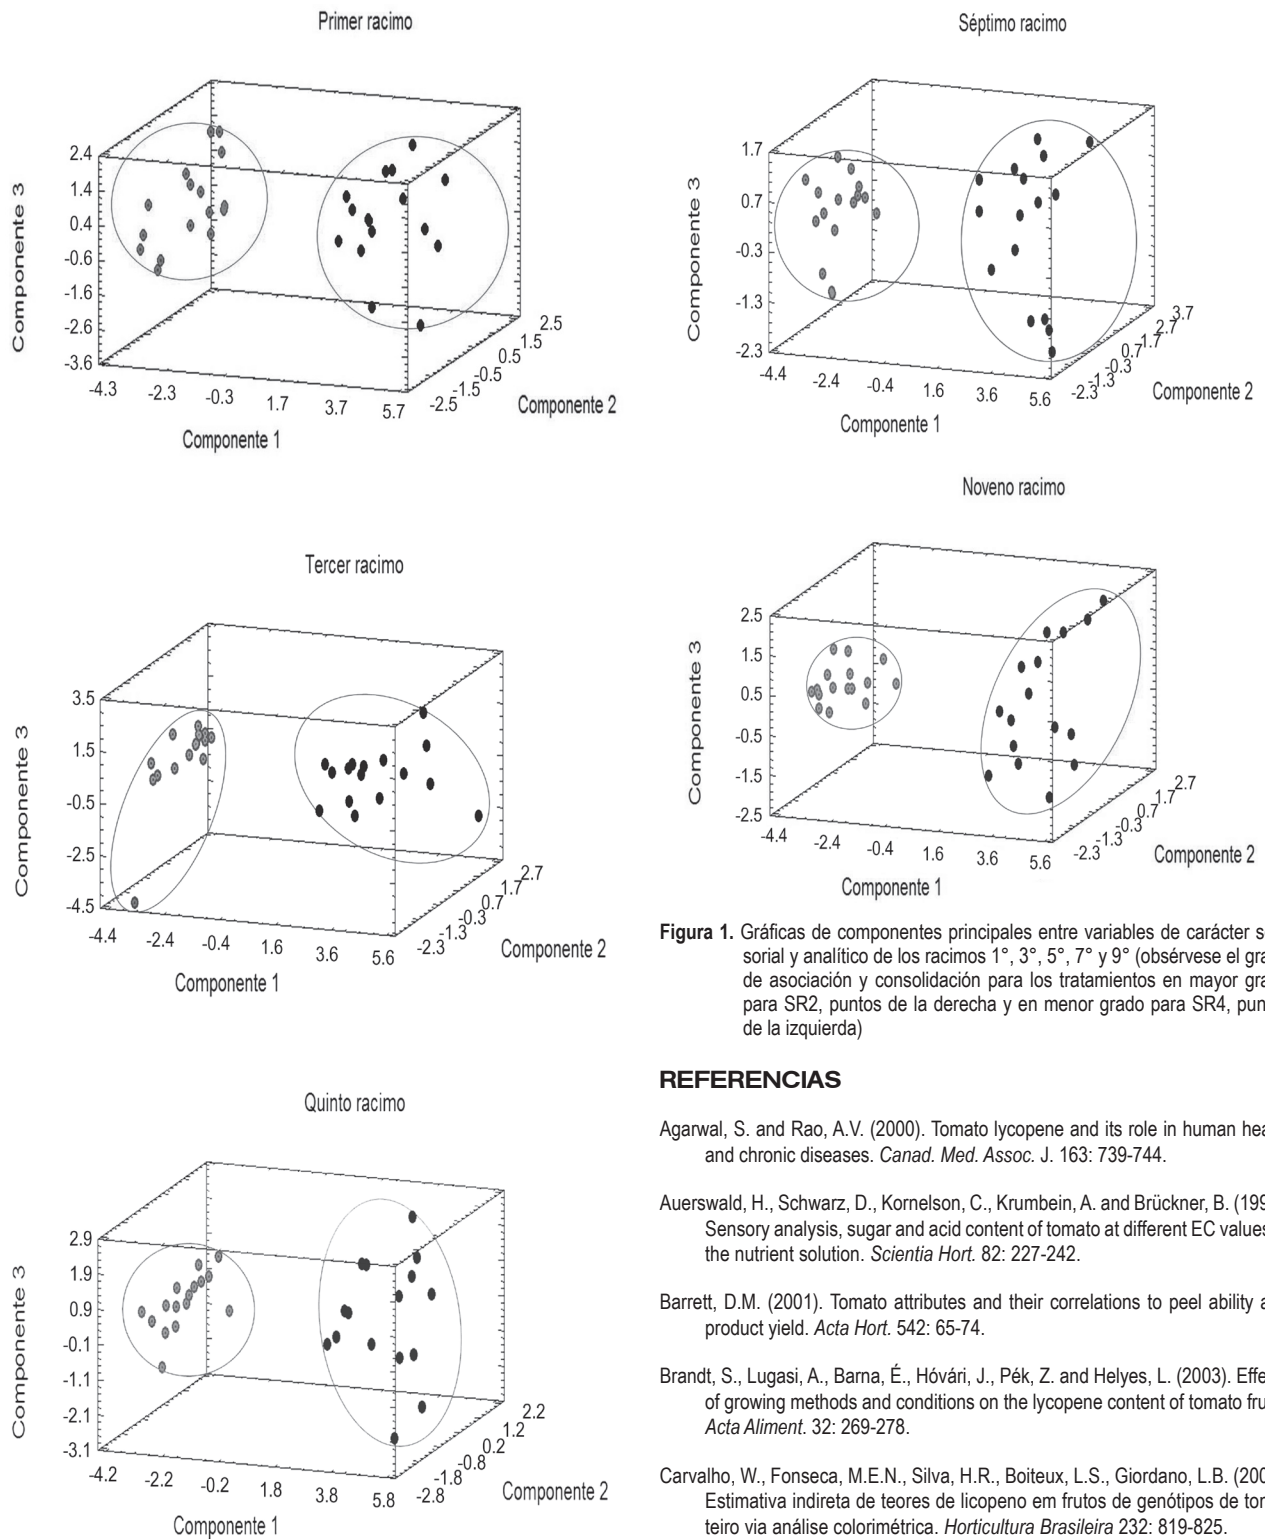 Primer racimo
Componente 3
2.4
1.4
0.4
-0.6
-1.6
-2.6
-3.6
-4.3
-2.3
-0.3
1.7
3.7
5.7
Componente 1
-2.5
-1.5
-0.5
0.5
1.5
2.5
Componente 2
Tercer racimo
Componente 3
3.5
1.5
-0.5
-2.5
-4.5
-4.4
-2.4
-0.4
1.6
3.6
5.6
Componente 1
-2.3
-1.3
-0.3
0.7
1.7
2.7
Componente 2
Quinto racimo
Componente 3
2.9
1.9
0.9
-0.1
-1.1
-2.1
-3.1
-4.2
-2.2
-0.2
1.8
3.8
5.8
Componente 1
-2.8
-1.8
-0.8
0.2
1.2
2.2
Componente 2
Séptimo racimo
Componente 3
1.7
0.7
-0.3
-1.3
-2.3
-4.4
-2.4
-0.4
1.6
3.6
5.6
Componente 1
-2.3
-1.3
-0.3
0.7
1.7
2.7
3.7
Componente 2
Noveno racimo
Componente 3
2.5
1.5
0.5
-0.5
-1.5
-2.5
-4.4
-2.4
-0.4
1.6
3.6
5.6
Componente 1
-2.3
-1.3
-0.3
0.7
1.7
2.7
Componente 2
Figura 1. Gráficas de componentes principales entre variables de carácter se
sorial y analítico de los racimos 1°, 3°, 5°, 7° y 9° (obsérvese el gra
de asociación y consolidación para los tratamientos en mayor gra
para SR2, puntos de la derecha y en menor grado para SR4, pun
de la izquierda)
REFERENCIAS
Agarwal, S. and Rao, A.V. (2000). Tomato lycopene and its role in human hea
and chronic diseases. Canad. Med. Assoc. J. 163: 739-744.
Auerswald, H., Schwarz, D., Kornelson, C., Krumbein, A. and Brückner, B. (199
Sensory analysis, sugar and acid content of tomato at different EC values
the nutrient solution. Scientia Hort. 82: 227-242.
Barrett, D.M. (2001). Tomato attributes and their correlations to peel ability a
product yield. Acta Hort. 542: 65-74.
Brandt, S., Lugasi, A., Barna, É., Hóvári, J., Pék, Z. and Helyes, L. (2003). Effe
of growing methods and conditions on the lycopene content of tomato fru
Acta Aliment. 32: 269-278.
Carvalho, W., Fonseca, M.E.N., Silva, H.R., Boiteux, L.S., Giordano, L.B. (200
Estimativa indireta de teores de licopeno em frutos de genótipos de tom
teiro via análise colorimétrica. Horticultura Brasileira 232: 819-825.